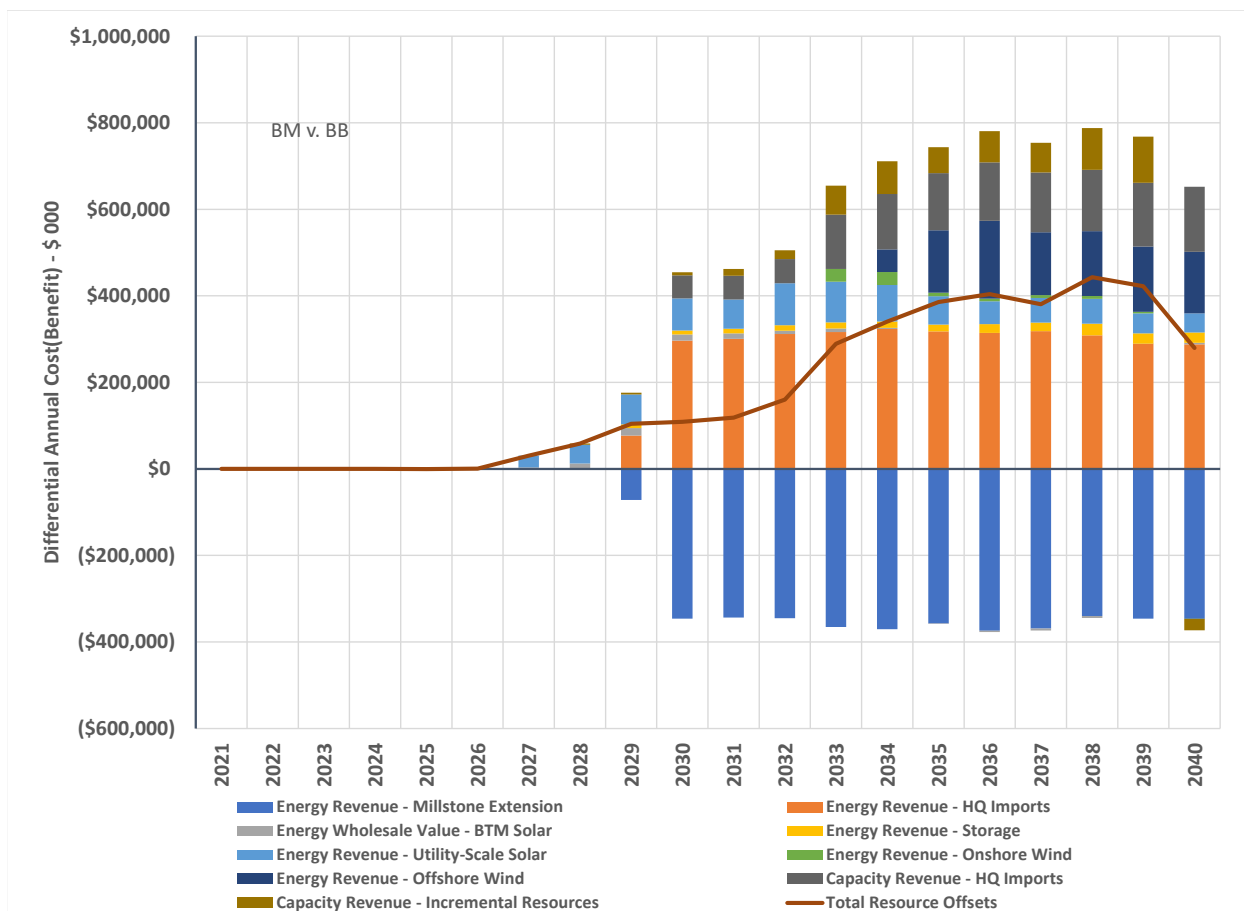 $1,000,000
$800,000
$600,000
$400,000
$200,000
$0
($200,000)
($400,000)
($600,000)
Differential Annual Cost(Benefit) - $ 000
BM v. BB
2021
2022
2023
2024
2025
2026
2027
2028
2029
2030
2031
2032
2033
2034
2035
2036
2037
2038
2039
2040
Energy Revenue - Millstone Extension
Energy Revenue - HQ Imports
Energy Wholesale Value - BTM Solar
Energy Revenue - Storage
Energy Revenue - Utility-Scale Solar
Energy Revenue - Onshore Wind
Energy Revenue - Offshore Wind
Capacity Revenue - HQ Imports
Capacity Revenue - Incremental Resources
Total Resource Offsets